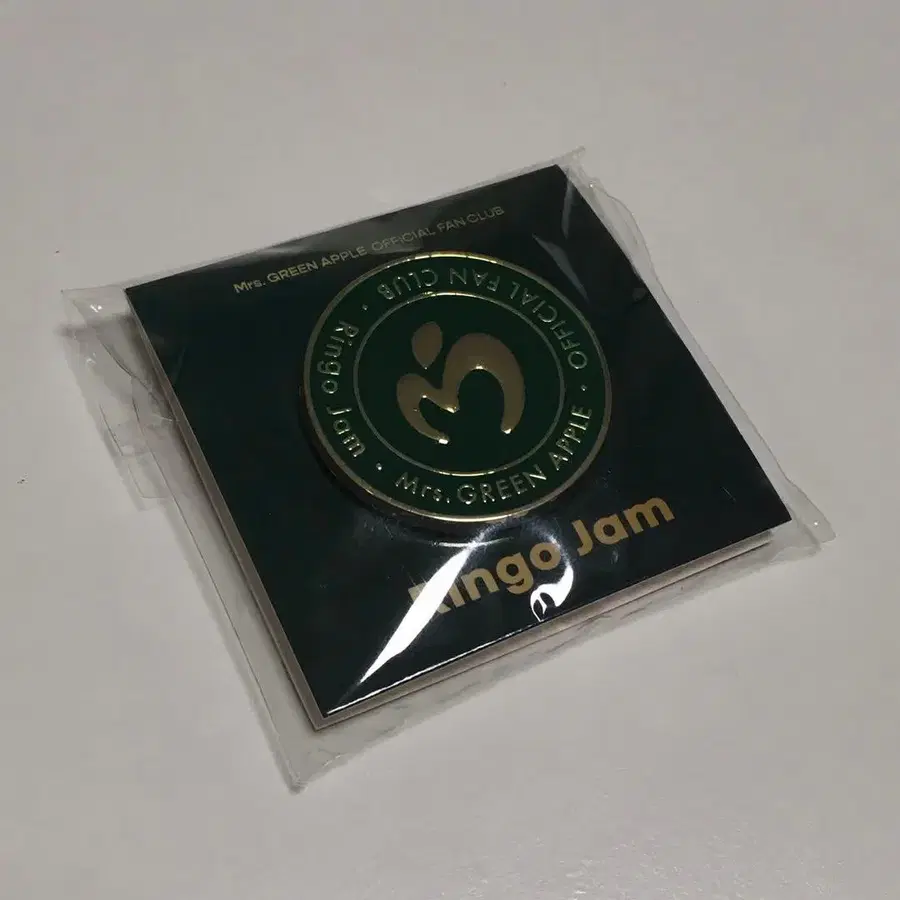 Mrs. GREEN APPLE OFFICIAL FAN CLUB
OFFICIAL FAN CLUB • Ringo Jam • Mrs. GREEN APPLE •
Ringo Jam